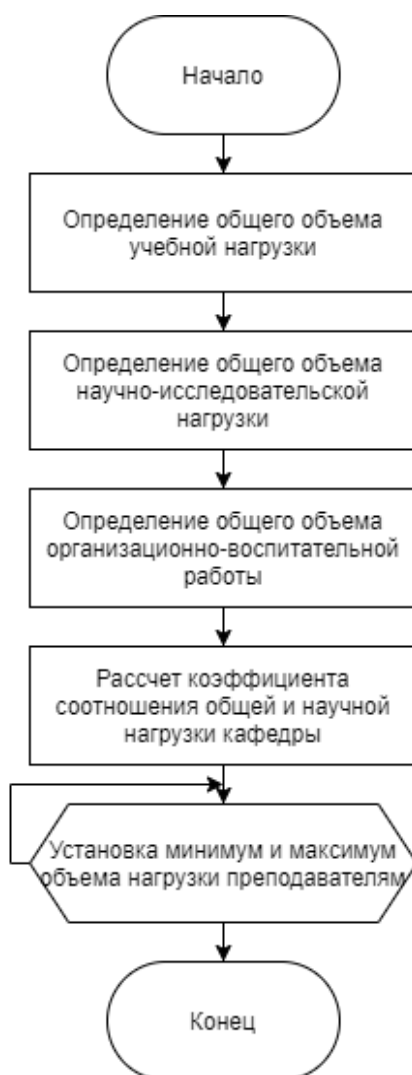 Начало
Определение общего объема
учебной нагрузки
Определение общего объема
научно-исследовательской
нагрузки
Определение общего объема
организационно-воспитательной
работы
Рассчет коэффициента
соотношения общей и научной
нагрузки кафедры
Установка минимум и максимум
объема нагрузки преподавателям
Конец